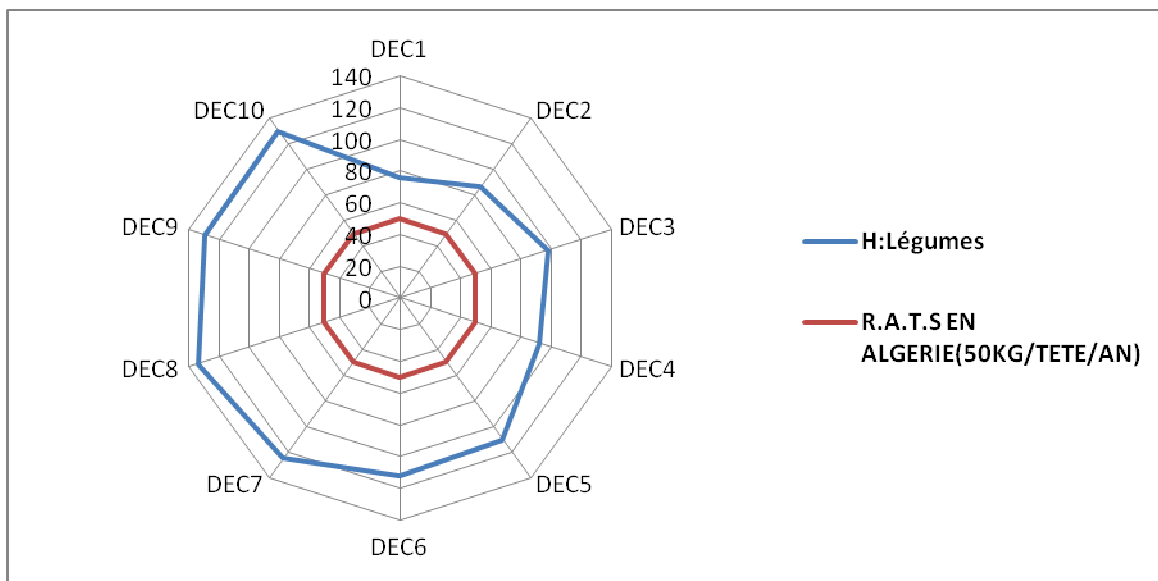 DEC1
140
120
100
80
60
40
20
0
DEC2
DEC3
DEC4
DEC5
DEC6
DEC7
DEC8
DEC9
DEC10
H:Légumes
R.A.T.S EN
ALGERIE(50KG/TETE/AN)